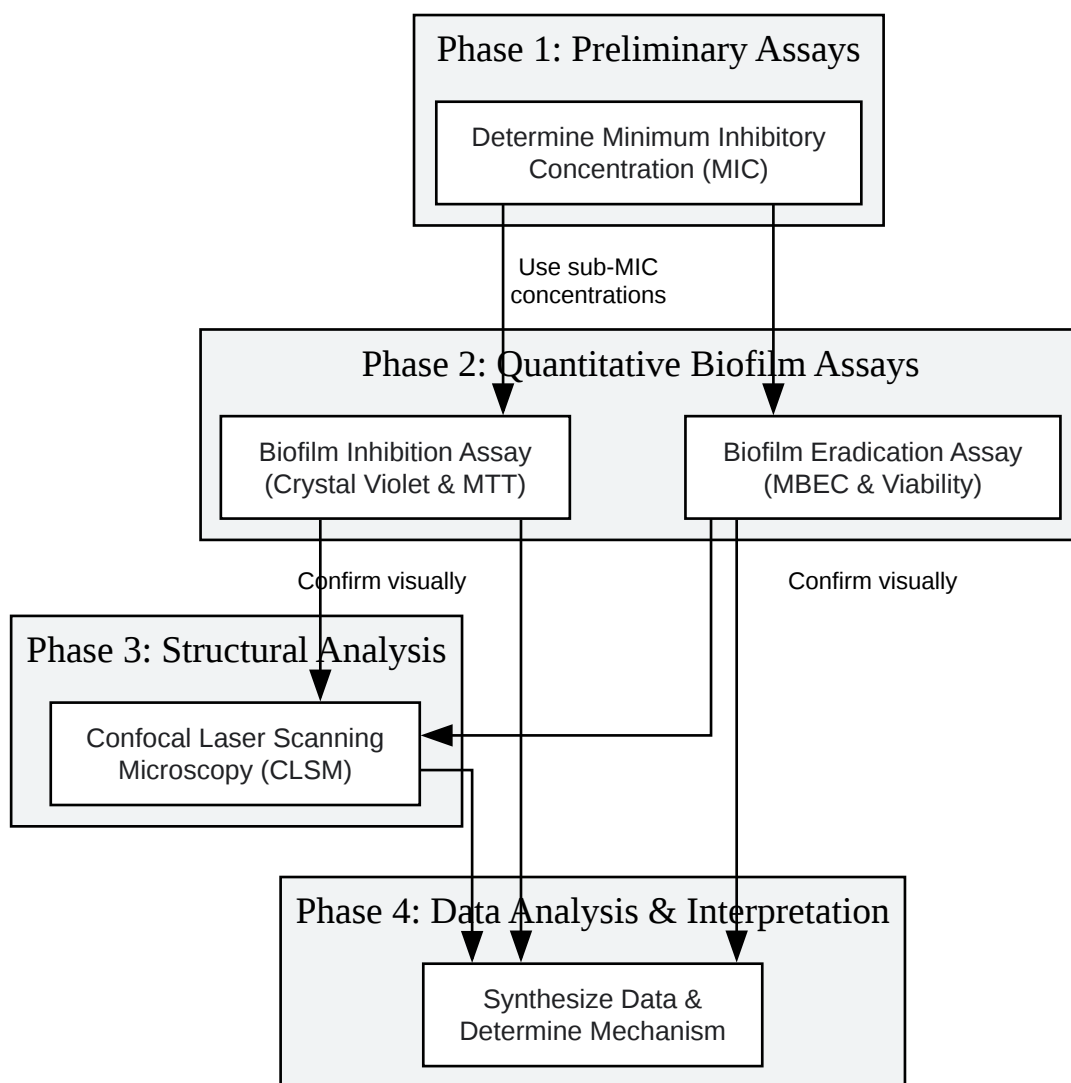 Phase 1: Preliminary Assays
Determine Minimum Inhibitory
Concentration (MIC)
Use sub-MIC
concentrations
Phase 2: Quantitative Biofilm Assays
Biofilm Inhibition Assay
(Crystal Violet & MTT)
Biofilm Eradication Assay
(MBEC & Viability)
Confirm visually
Confirm visually
Phase 3: Structural Analysis
Confocal Laser Scanning
Microscopy (CLSM)
Phase 4: Data Analysis & Interpretation
Synthesize Data &
Determine Mechanism